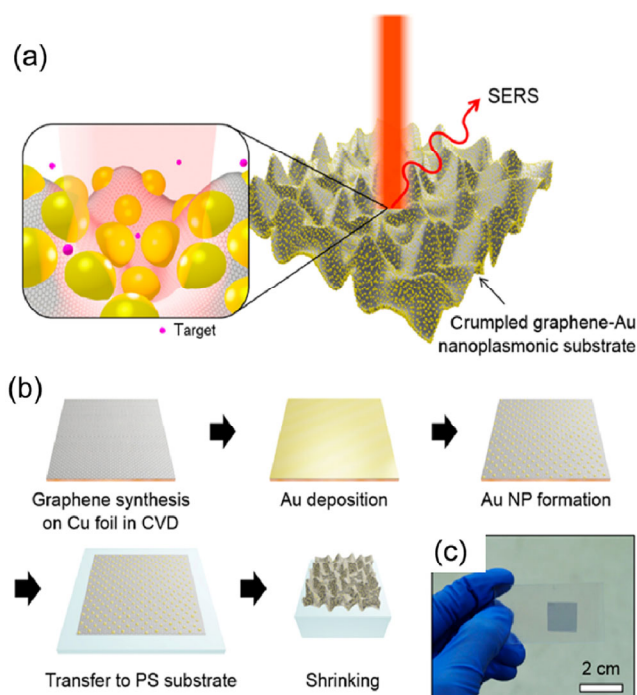 (a)
SERS
Target
Crumpled graphene-Au
nanoplasmonic substrate
(b)
Graphene synthesis
on Cu foil in CVD
Au deposition
Au NP formation
Transfer to PS substrate
Shrinking
(c)
2 cm